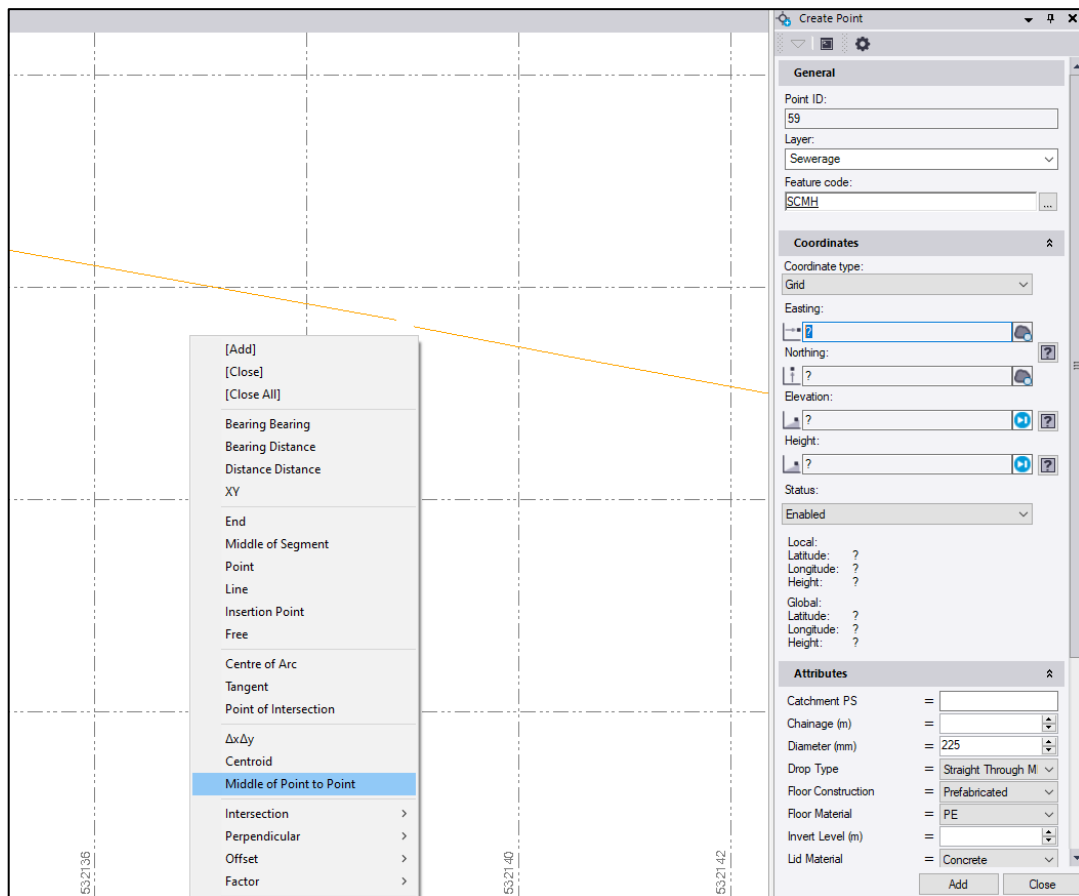 Create Point
General
Point ID:
59
Layer:
Sewerage
Feature code:
SCMH
...
Coordinates
Coordinate type:
Grid
Easting:
?
Northing:
?
?
Elevation:
?
?
Height:
?
?
Status:
Enabled
Local:
Latitude: ?
Longitude: ?
Height: ?
Global:
Latitude: ?
Longitude: ?
Height: ?
Attributes
Catchment PS =
Chainage (m) =
Diameter (mm) = 225
Drop Type = Straight Through M
Floor Construction = Prefabricated
Floor Material = PE
Invert Level (m) =
Lid Material = Concrete
Add Close
[Add]
[Close]
[Close All]
Bearing Bearing
Bearing Distance
Distance Distance
XY
End
Middle of Segment
Point
Line
Insertion Point
Free
Centre of Arc
Tangent
Point of Intersection
ΔxΔy
Centroid
Middle of Point to Point
Intersection
Perpendicular
Offset
Factor
532136
532140
532142